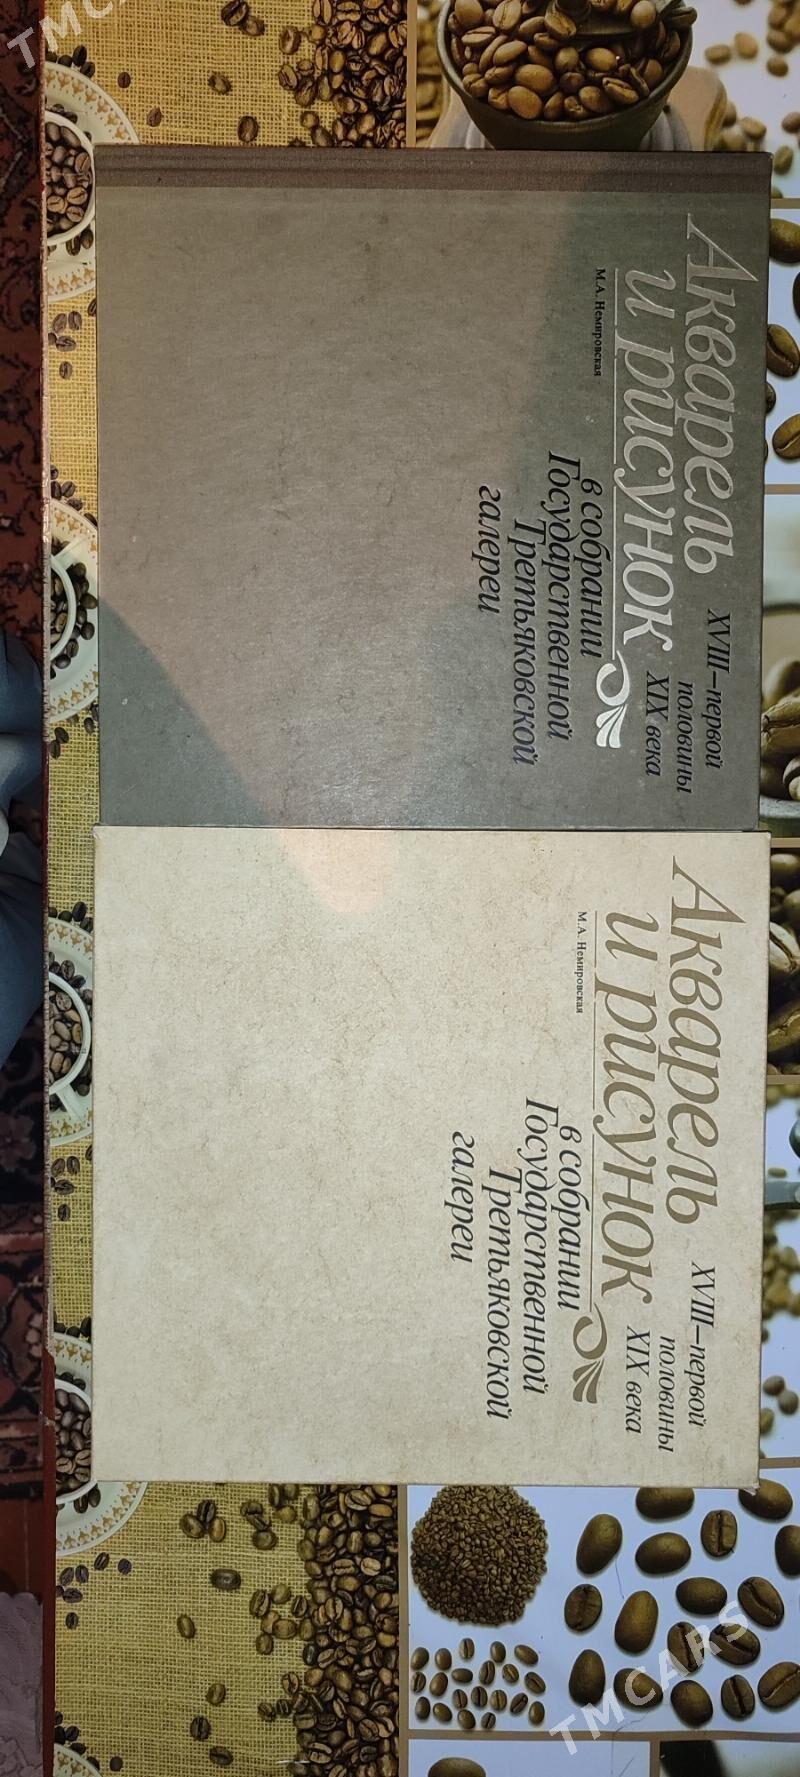 Акварель
и рисунок
XVIII–первой
половины
XIX века
М.А. Немировская
в собрании
Государственной
Третьяковской
галереи
Акварель
и рисунок
XVIII–первой
половины
XIX века
М.А. Немировская
в собрании
Государственной
Третьяковской
галереи
TMCARS
TMCARS